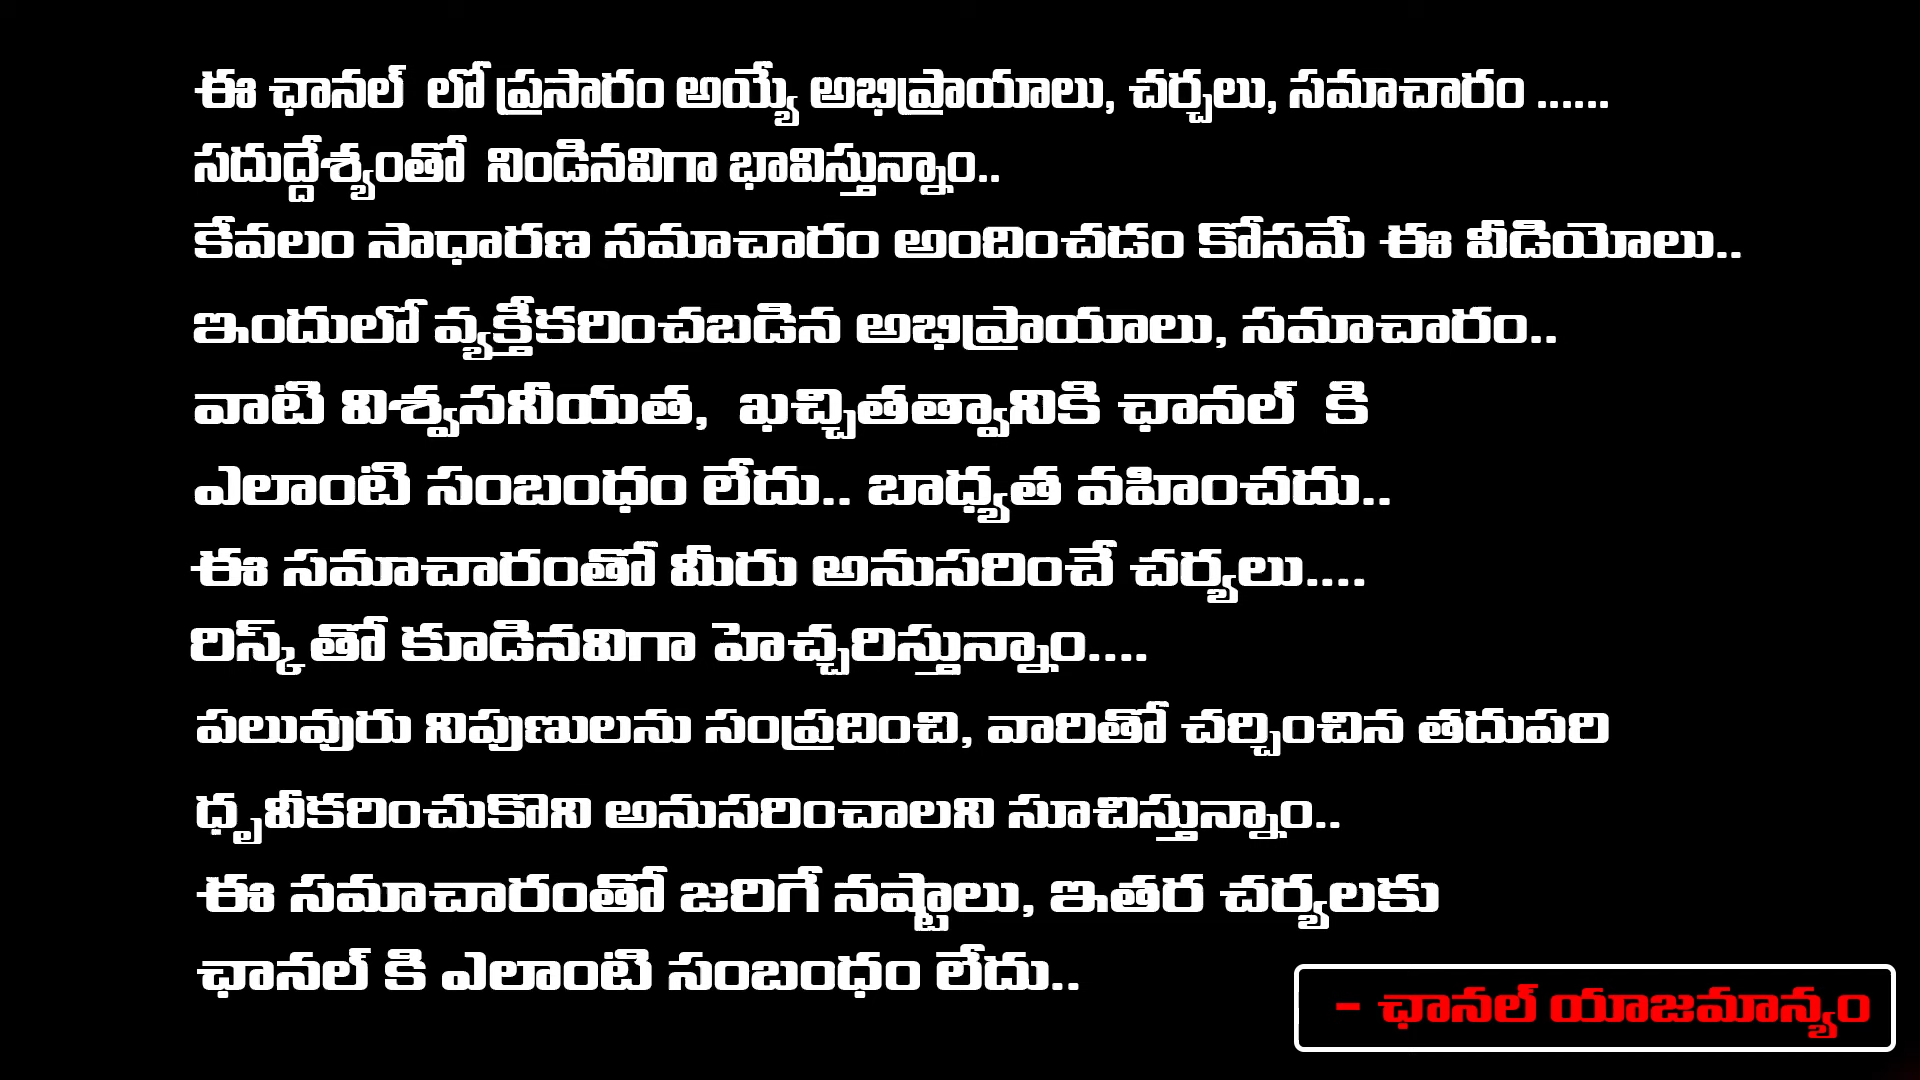 ఈ ఛానల్ లో ప్రసారం అయ్యే అభిప్రాయాలు, చర్చలు, సమాచారం ......
సదుద్దేశ్యంతో నిండినవిగా భావిస్తున్నాం..
కేవలం సాధారణ సమాచారం అందించడం కోసమే ఈ వీడియోలు..
ఇందులో వ్యక్తీకరించబడిన అభిప్రాయాలు, సమాచారం..
వాటి విశ్వసనీయత, ఖచ్చితత్వానికి ఛానల్ కి
ఎలాంటి సంబంధం లేదు.. బాధ్యత వహించదు..
ఈ సమాచారంతో మీరు అనుసరించే చర్యలు....
రిస్క్ తో కూడినవిగా హెచ్చరిస్తున్నాం....
పలువురు నిపుణులను సంప్రదించి, వారితో చర్చించిన తదుపరి
ధృవీకరించుకొని అనుసరించాలని సూచిస్తున్నాం..
ఈ సమాచారంతో జరిగే నష్టాలు, ఇతర చర్యలకు
ఛానల్ కి ఎలాంటి సంబంధం లేదు..
- ఛానల్ యాజమాన్యం